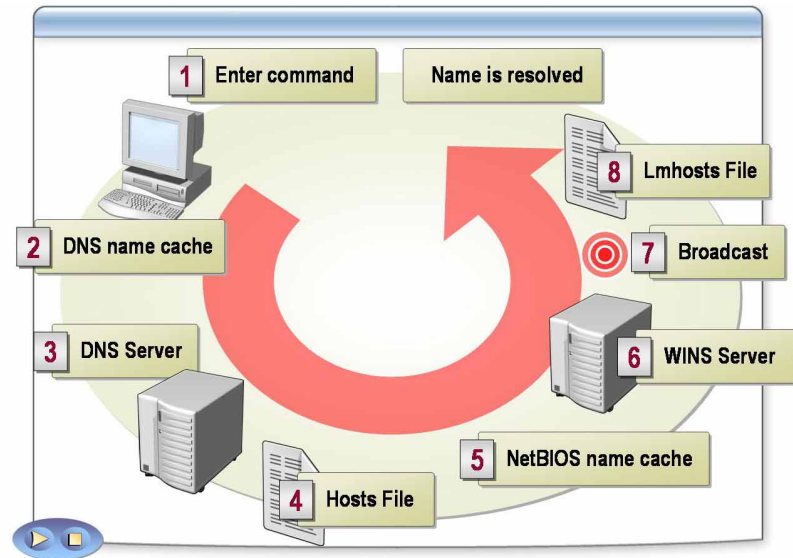 1 Enter command
Name is resolved
2 DNS name cache
3 DNS Server
4 Hosts File
5 NetBIOS name cache
6 WINS Server
7 Broadcast
8 Lmhosts File